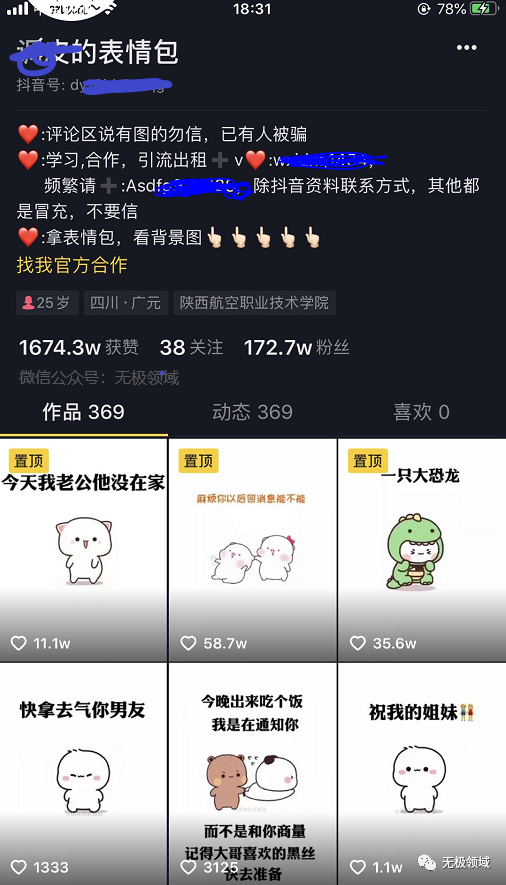 18:31
78%
皮的表情包
抖音号: dy
❤️:评论区说有图的勿信，已有人被骗
❤️:学习,合作，引流出租➕ v❤️:
频繁请➕:Asdf 除抖音资料联系方式，其他都
是冒充，不要信
❤️:拿表情包，看背景图👆🏻👆🏻👆🏻👆🏻👆🏻
找我官方合作
25岁 四川·广元 陕西航空职业技术学院
1674.3w 获赞 38 关注 172.7w 粉丝
微信公众号：无极领域
作品 369 动态 369 喜欢 0
置顶
今天我老公他没在家
11.1w
置顶
麻烦你以后回消息能不能
58.7w
置顶
一只大恐龙
35.6w
快拿去气你男友
1333
今晚出来吃个饭
我是在通知你
而不是和你商量
记得大哥喜欢的黑丝
快去准备
3125
祝我的姐妹👭
1.1w
无极领域